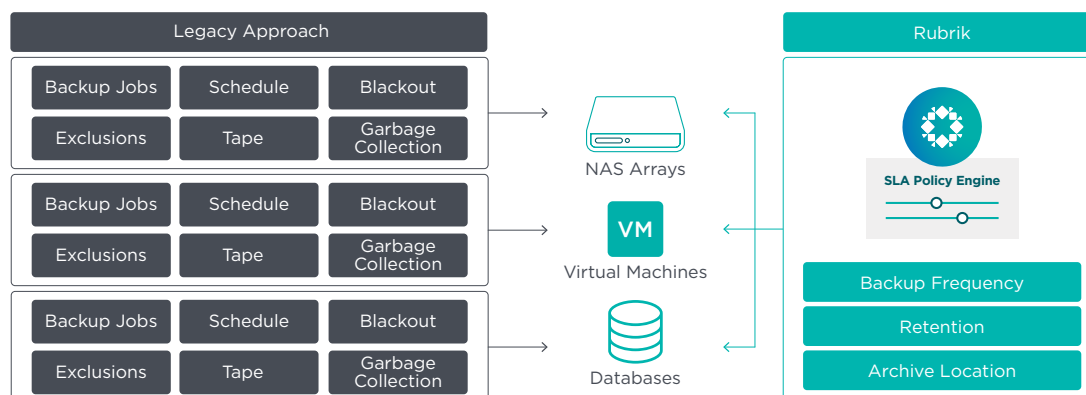 Legacy Approach
Backup Jobs
Schedule
Blackout
Exclusions
Tape
Garbage
Collection
Backup Jobs
Schedule
Blackout
Exclusions
Tape
Garbage
Collection
Backup Jobs
Schedule
Blackout
Exclusions
Tape
Garbage
Collection
NAS Arrays
VM
Virtual Machines
Databases
Rubrik
SLA Policy Engine
Backup Frequency
Retention
Archive Location